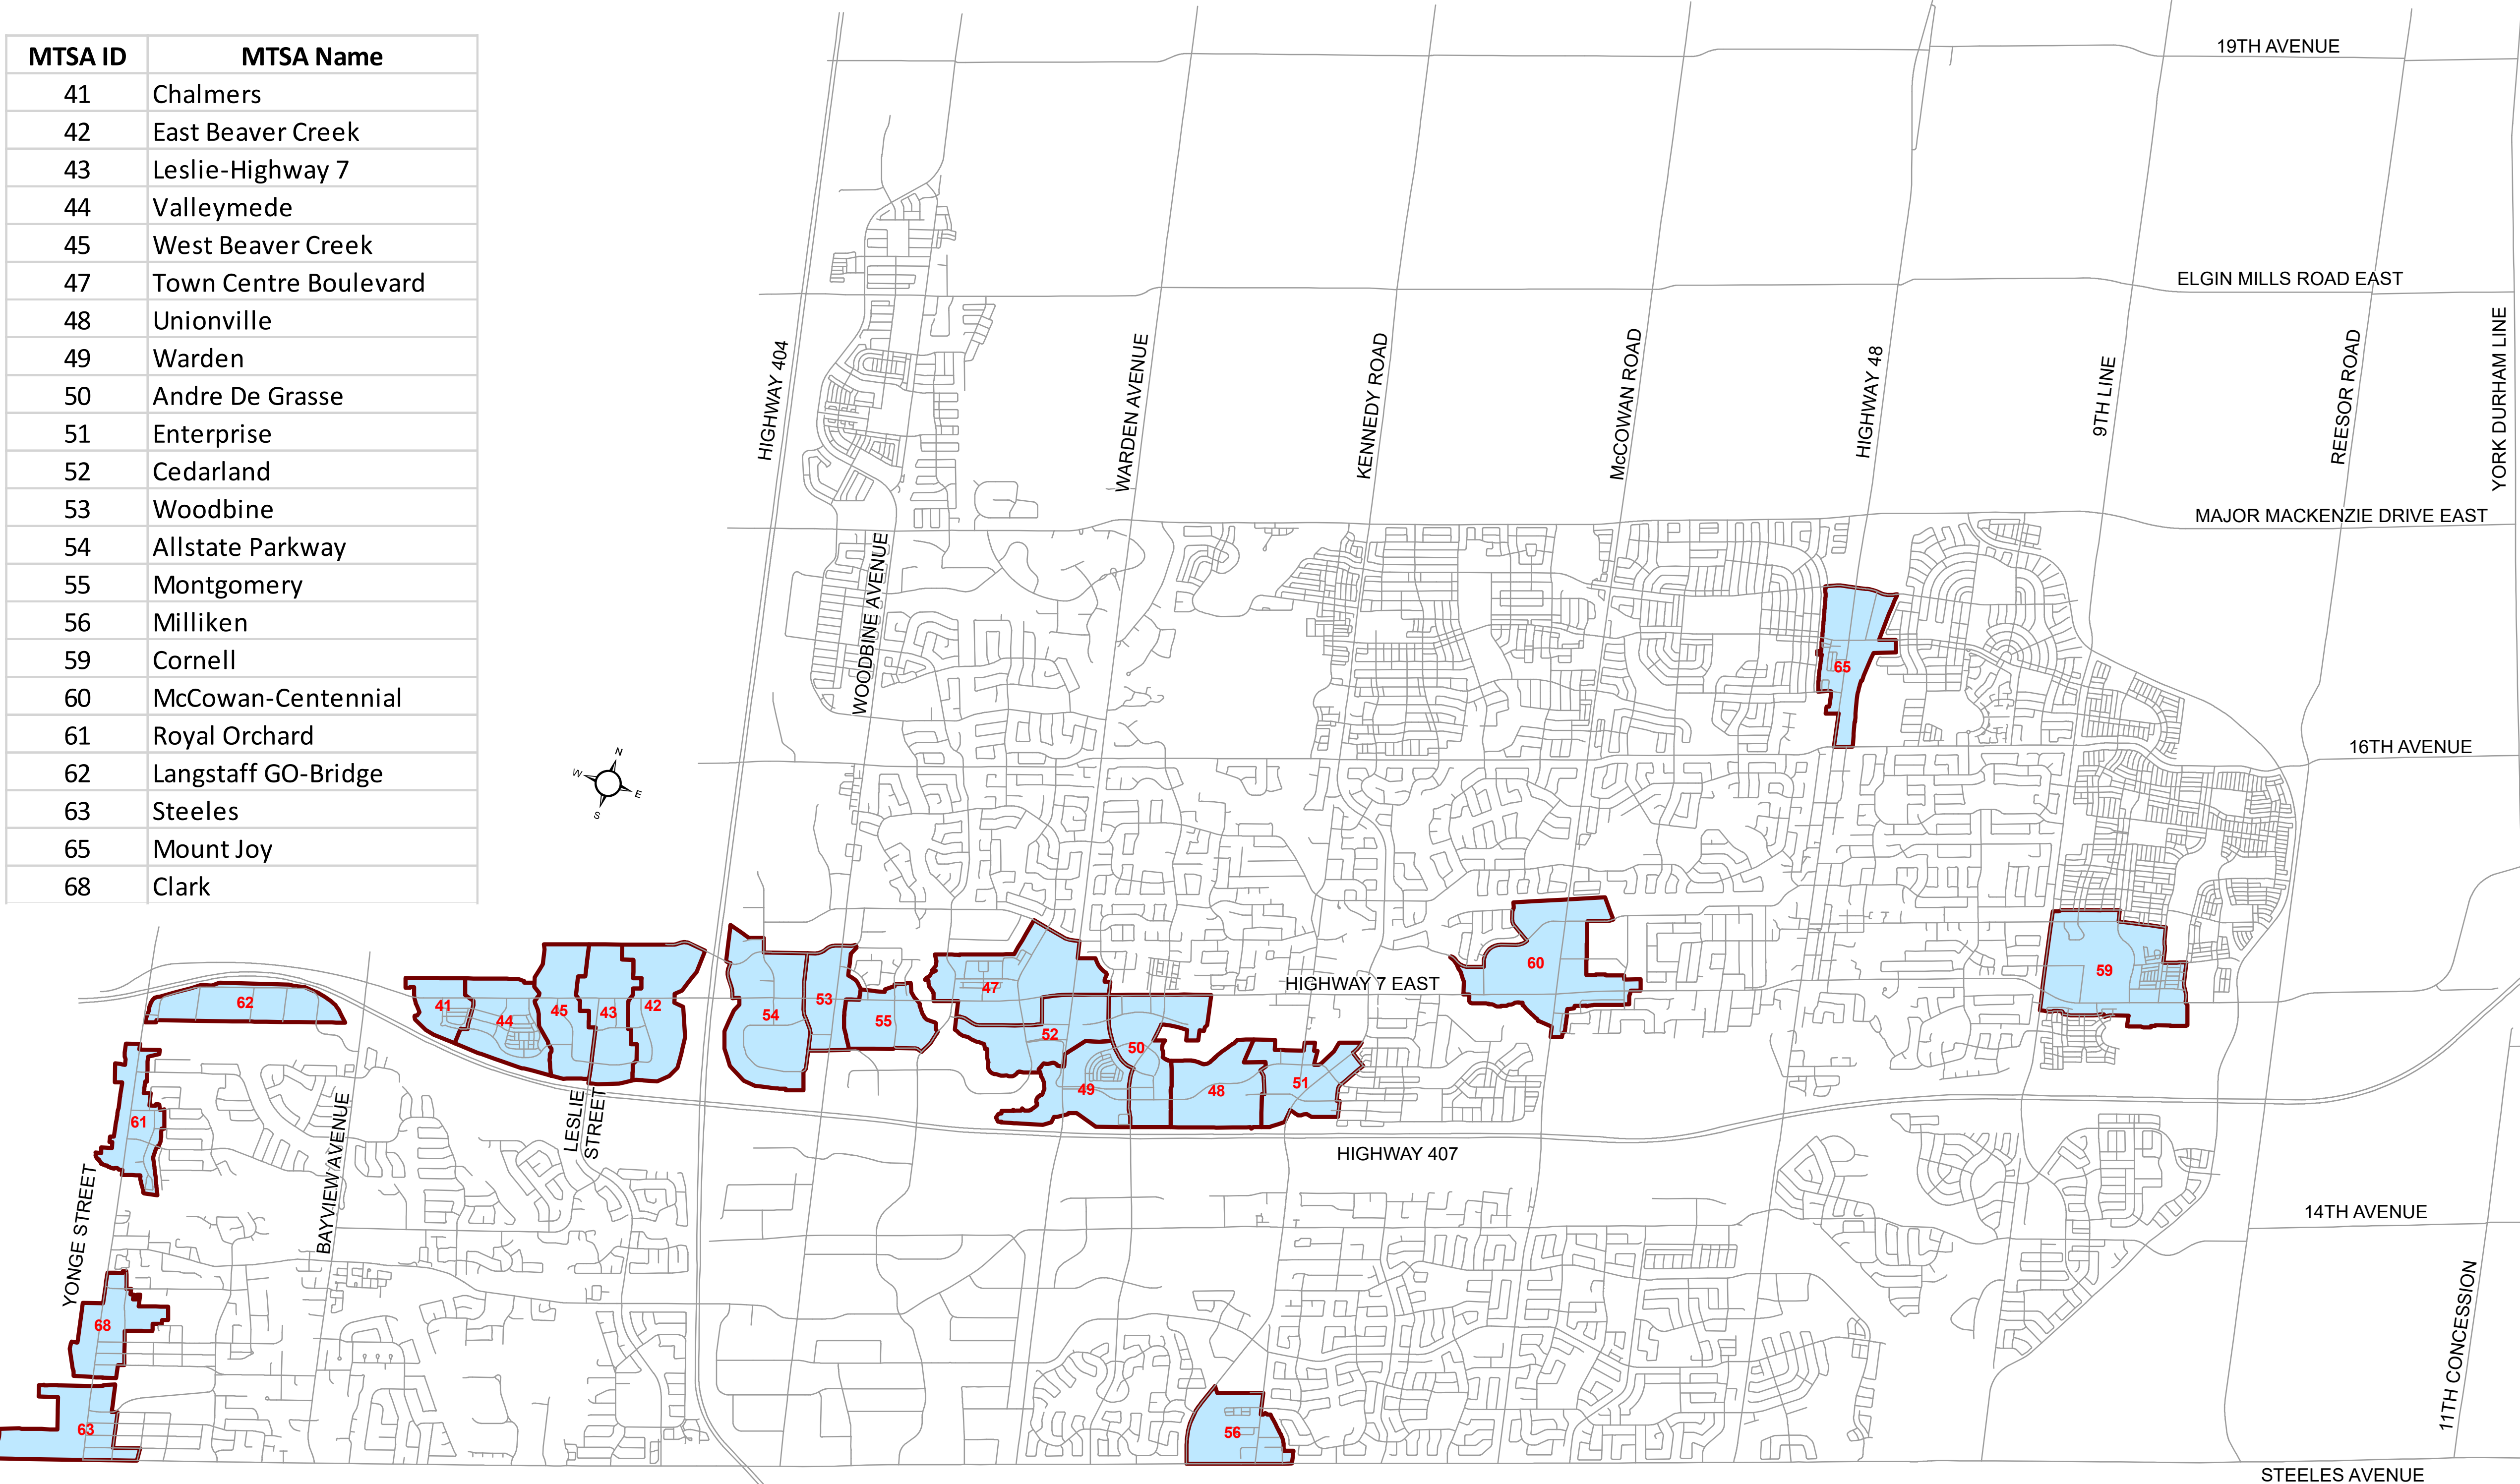 MTSA ID MTSA Name
41 Chalmers
42 East Beaver Creek
43 Leslie-Highway 7
44 Valleymede
45 West Beaver Creek
47 Town Centre Boulevard
48 Unionville
49 Warden
50 Andre De Grasse
51 Enterprise
52 Cedarland
53 Woodbine
54 Allstate Parkway
55 Montgomery
56 Milliken
59 Cornell
60 McCowan-Centennial
61 Royal Orchard
62 Langstaff GO-Bridge
63 Steeles
65 Mount Joy
68 Clark
19TH AVENUE
ELGIN MILLS ROAD EAST
HIGHWAY 404
WARDEN AVENUE
KENNEDY ROAD
McCOWAN ROAD
HIGHWAY 48
9TH LINE
REESOR ROAD
YORK DURHAM LINE
MAJOR MACKENZIE DRIVE EAST
WOODBINE AVENUE
65
16TH AVENUE
N
W
E
S
60
59
HIGHWAY 7 EAST
62
41
44
45
43
42
54
53
55
47
52
50
49
48
51
61
LESLIE
STREET
BAYVIEW AVENUE
YONGE STREET
HIGHWAY 407
14TH AVENUE
11TH CONCESSION
68
63
56
STEELES AVENUE